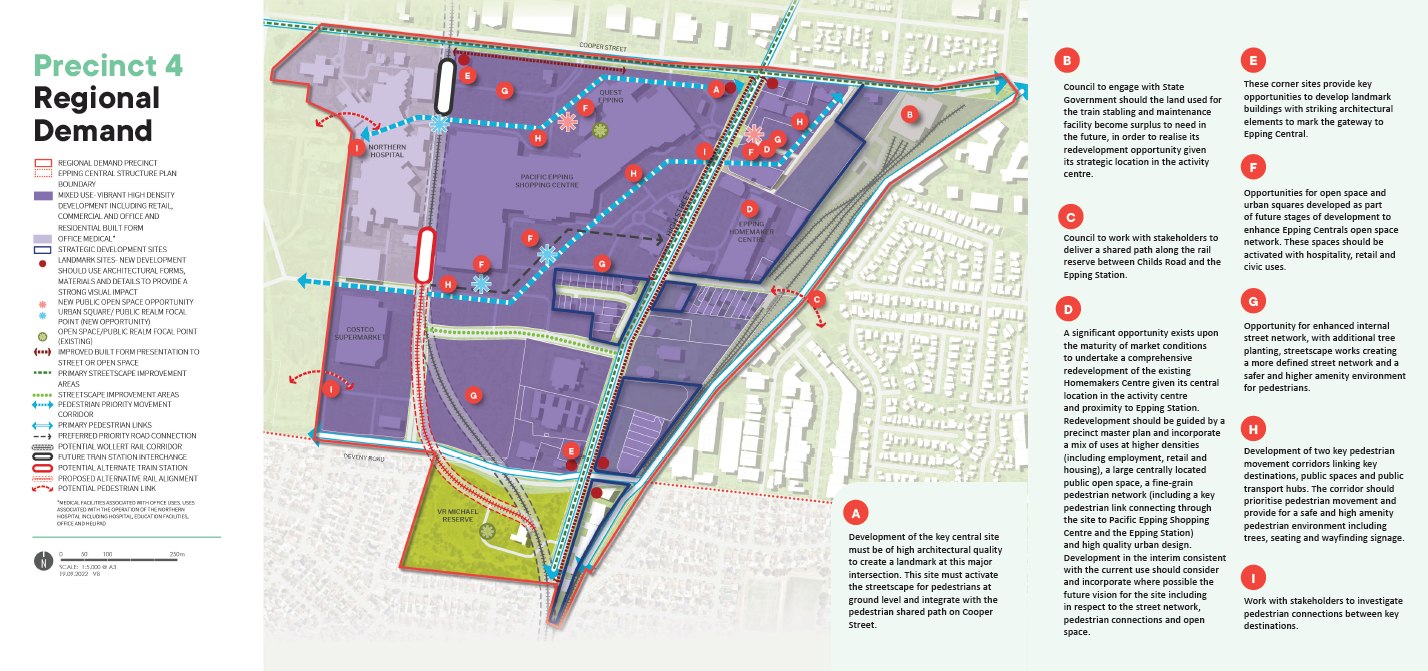 Precinct 4
Regional
Demand
REGIONAL DEMAND PRECINCT
EPPING CENTRAL STRUCTURE PLAN
BOUNDARY
MIXED USE- VIBRANT HIGH DENSITY
DEVELOPMENT INCLUDING RETAIL,
COMMERCIAL AND OFFICE AND
RESIDENTIAL BUILT FORM
OFFICE MEDICAL*
STRATEGIC DEVELOPMENT SITES
LANDMARK SITES- NEW DEVELOPMENT
SHOULD USE ARCHITECTURAL FORMS,
MATERIALS AND DETAILS TO PROVIDE A
STRONG VISUAL IMPACT
NEW PUBLIC OPEN SPACE OPPORTUNITY
URBAN SQUARE/ PUBLIC REALM FOCAL
POINT (NEW OPPORTUNITY)
OPEN SPACE/PUBLIC REALM FOCAL POINT
(EXISTING)
IMPROVED BUILT FORM PRESENTATION TO
STREET OR OPEN SPACE
PRIMARY STREETSCAPE IMPROVEMENT
AREAS
STREETSCAPE IMPROVEMENT AREAS
PEDESTRIAN PRIORITY MOVEMENT
CORRIDOR
PRIMARY PEDESTRIAN LINKS
PREFERRED PRIORITY ROAD CONNECTION
POTENTIAL WOLLERT RAIL CORRIDOR
FUTURE TRAIN STATION INTERCHANGE
POTENTIAL ALTERNATE TRAIN STATION
PROPOSED ALTERNATIVE RAIL ALIGNMENT
POTENTIAL PEDESTRIAN LINK
*MEDICAL FACILITIES ASSOCIATED WITH OFFICE USES, USES
ASSOCIATED WITH THE OPERATION OF THE NORTHERN
HOSPITAL INCLUDING HOSPITAL, EDUCATION FACILITIES,
OFFICE AND HELIPAD
N
0 50 100 250m
SCALE: 1:5,000 @ A3
19.09.2022 V8
COOPER STREET
E
G
A
QUEST
EPPING
F
B
H
H
G
F
D
I
NORTHERN
HOSPITAL
I
H
PACIFIC EPPING
SHOPPING CENTRE
HIGH STREET
D
EPPING
HOMEMAKER
CENTRE
F
F
G
H
C
COSTCO
SUPERMARKET
I
G
E
DEVENY ROAD
VR MICHAEL
RESERVE
A
Development of the key central site
must be of high architectural quality
to create a landmark at this major
intersection. This site must activate
the streetscape for pedestrians at
ground level and integrate with the
pedestrian shared path on Cooper
Street.
B
Council to engage with State
Government should the land used for
the train stabling and maintenance
facility become surplus to need in
the future, in order to realise its
redevelopment opportunity given
its strategic location in the activity
centre.
C
Council to work with stakeholders to
deliver a shared path along the rail
reserve between Childs Road and the
Epping Station.
D
A significant opportunity exists upon
the maturity of market conditions
to undertake a comprehensive
redevelopment of the existing
Homemakers Centre given its central
location in the activity centre
and proximity to Epping Station.
Redevelopment should be guided by a
precinct master plan and incorporate
a mix of uses at higher densities
(including employment, retail and
housing), a large centrally located
public open space, a fine-grain
pedestrian network (including a key
pedestrian link connecting through
the site to Pacific Epping Shopping
Centre and the Epping Station)
and high quality urban design.
Development in the interim consistent
with the current use should consider
and incorporate where possible the
future vision for the site including
in respect to the street network,
pedestrian connections and open
space.
E
These corner sites provide key
opportunities to develop landmark
buildings with striking architectural
elements to mark the gateway to
Epping Central.
F
Opportunities for open space and
urban squares developed as part
of future stages of development to
enhance Epping Centrals open space
network. These spaces should be
activated with hospitality, retail and
civic uses.
G
Opportunity for enhanced internal
street network, with additional tree
planting, streetscape works creating
a more defined street network and a
safer and higher amenity environment
for pedestrians.
H
Development of two key pedestrian
movement corridors linking key
destinations, public spaces and public
transport hubs. The corridor should
prioritise pedestrian movement and
provide for a safe and high amenity
pedestrian environment including
trees, seating and wayfinding signage.
I
Work with stakeholders to investigate
pedestrian connections between key
destinations.